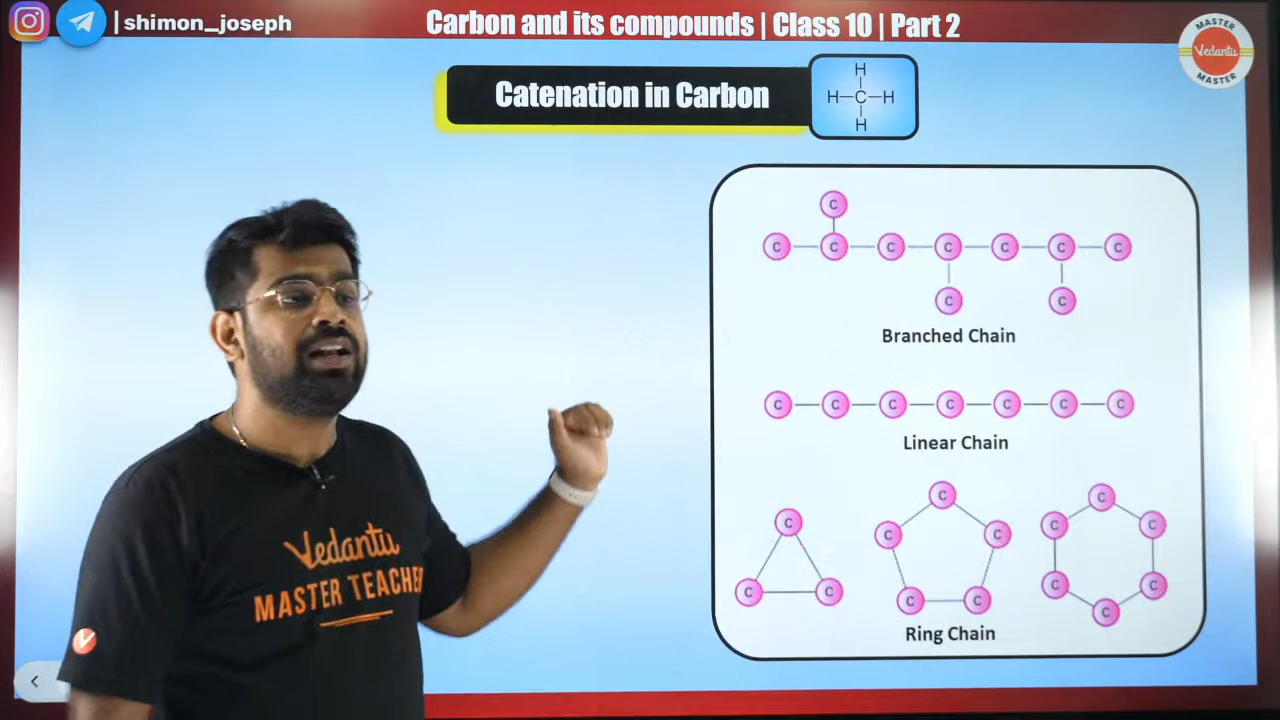 |shimon_joseph
Carbon and its compounds | Class 10 | Part 2
MASTER
Vedantu
MASTER
Catenation in Carbon
H
H C H
H
C
C C C C C C C
C C
Branched Chain
C C C C C C C
Linear Chain
C C C
C C C C C
C C C C C C
C
Ring Chain
Vedantu
MASTER TEACHER